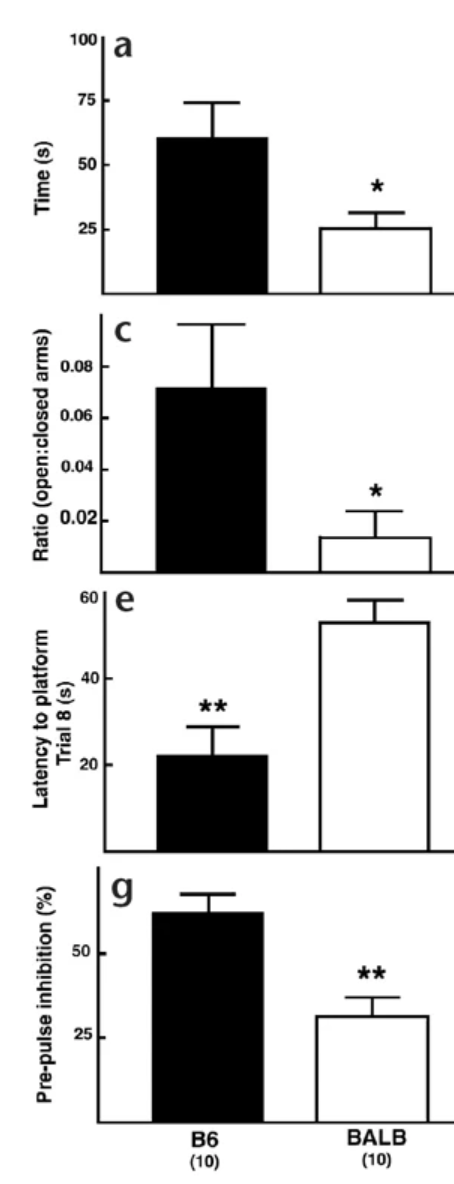 a
100
75
50
25
Time (s)
*
c
0.08
0.06
0.04
0.02
Ratio (open:closed arms)
*
e
60
40
20
Latency to platform
Trial 8 (s)
**
g
50
25
Pre-pulse inhibition (%)
**
B6 BALB
(10) (10)